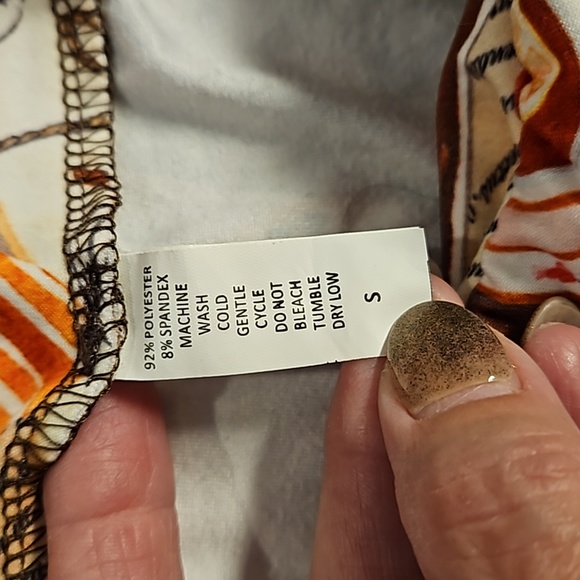 92% POLYESTER
8% SPANDEX
MACHINE
WASH
COLD
GENTLE
CYCLE
DO NOT
BLEACH
TUMBLE
DRY LOW
S